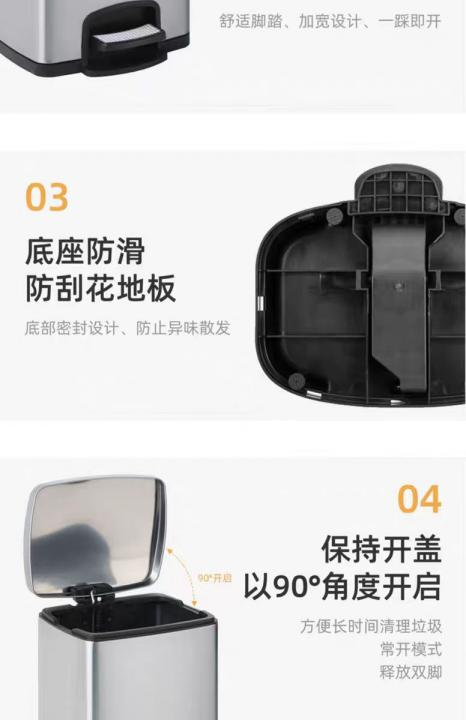 舒适脚踏、加宽设计、一踩即开
03
底座防滑
防刮花地板
底部密封设计、防止异味散发
04
保持开盖
以90°角度开启
90°开启
方便长时间清理垃圾
常开模式
释放双脚